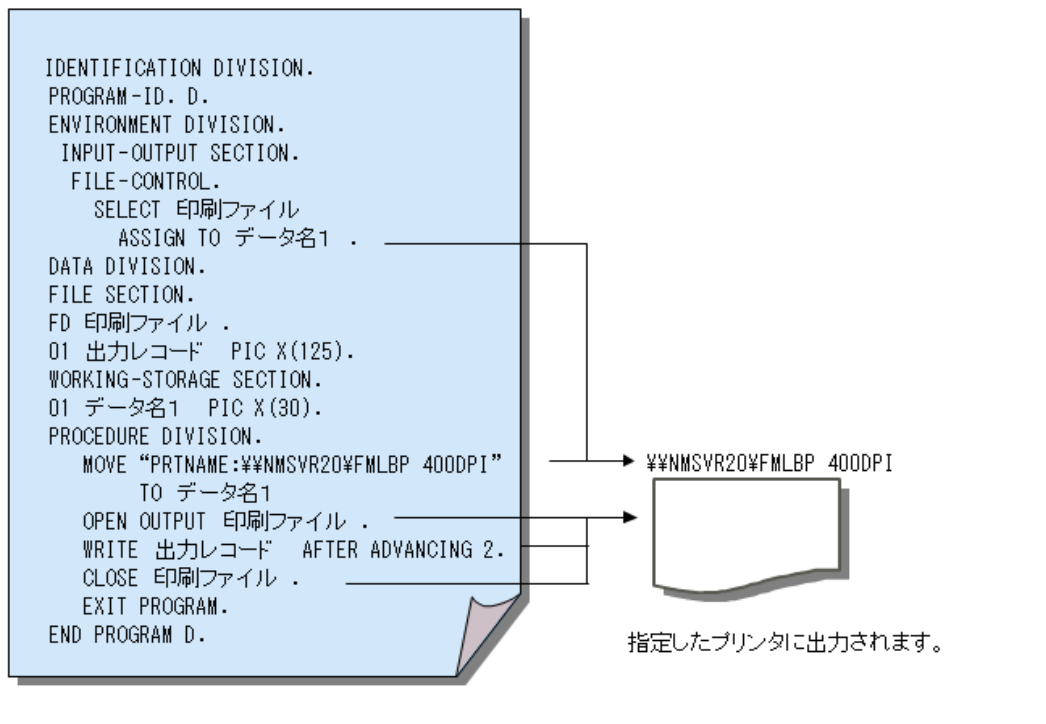 IDENTIFICATION DIVISION.
PROGRAM-ID. D.
ENVIRONMENT DIVISION.
INPUT-OUTPUT SECTION.
FILE-CONTROL.
SELECT 印刷ファイル
ASSIGN TO データ名1 .
DATA DIVISION.
FILE SECTION.
FD 印刷ファイル .
01 出力レコード PIC X(125).
WORKING-STORAGE SECTION.
01 データ名1 PIC X(30).
PROCEDURE DIVISION.
MOVE “PRTNAME:¥¥NMSVR20¥FMLBP 400DPI”
TO データ名1
OPEN OUTPUT 印刷ファイル .
WRITE 出力レコード AFTER ADVANCING 2.
CLOSE 印刷ファイル .
EXIT PROGRAM.
END PROGRAM D.
¥¥NMSVR20¥FMLBP 400DPI
指定したプリンタに出力されます。